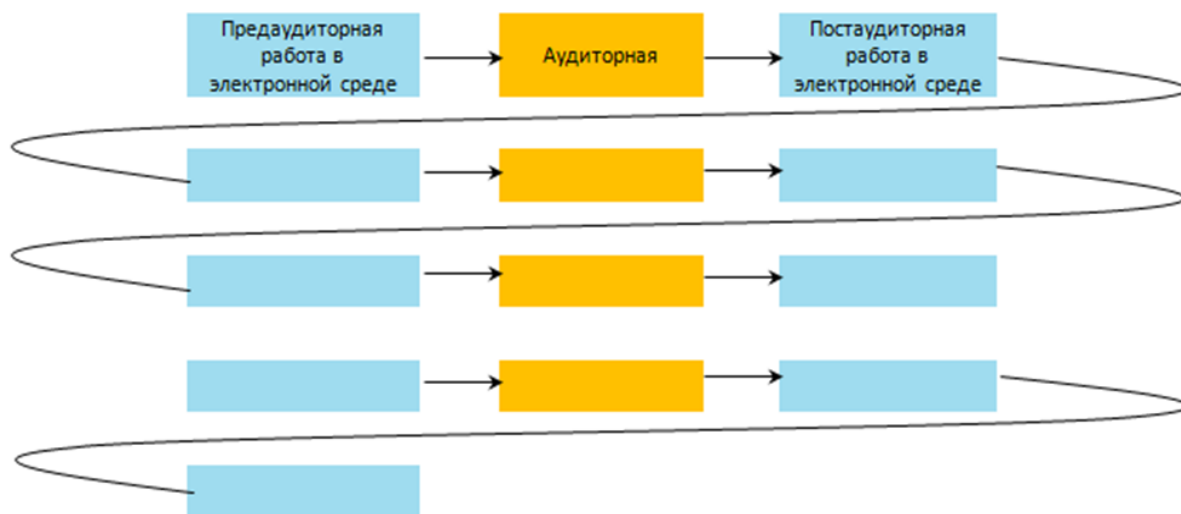 Предаудиторная
работа в
электронной среде
Аудиторная
Постаудиторная
работа в
электронной среде